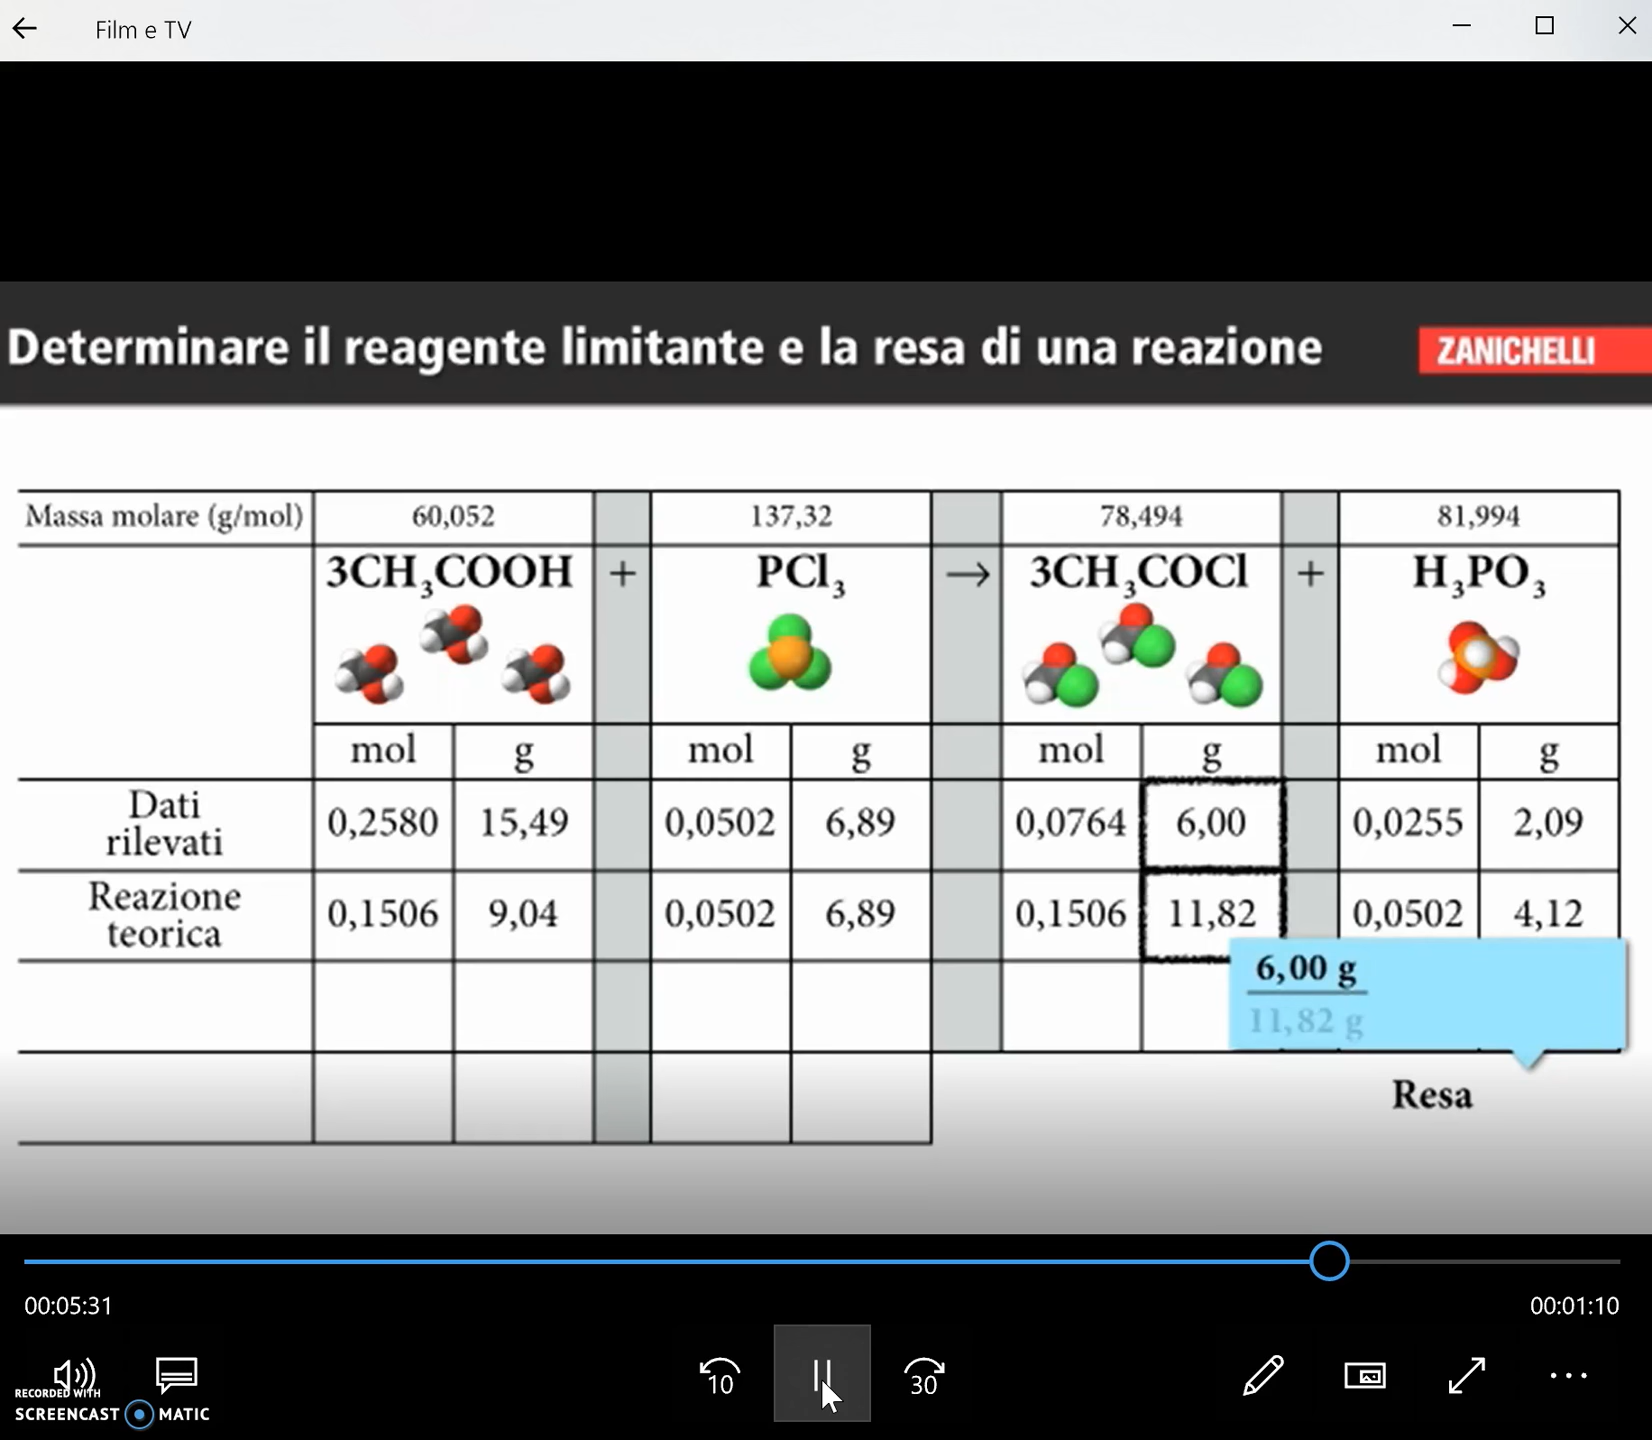 Film e TV
Determinare il reagente limitante e la resa di una reazione
ZANICHELLI
Massa molare (g/mol) 60,052 137,32 78,494 81,994
3CH₃COOH + PCl₃ → 3CH₃COCl + H₃PO₃
mol g mol g mol g mol g
Dati rilevati 0,2580 15,49 0,0502 6,89 0,0764 6,00 0,0255 2,09
Reazione teorica 0,1506 9,04 0,0502 6,89 0,1506 11,82 0,0502 4,12
6,00 g
11,82 g
Resa
00:05:31 00:01:10
10 30
RECORDED WITH
SCREENCAST MATIC